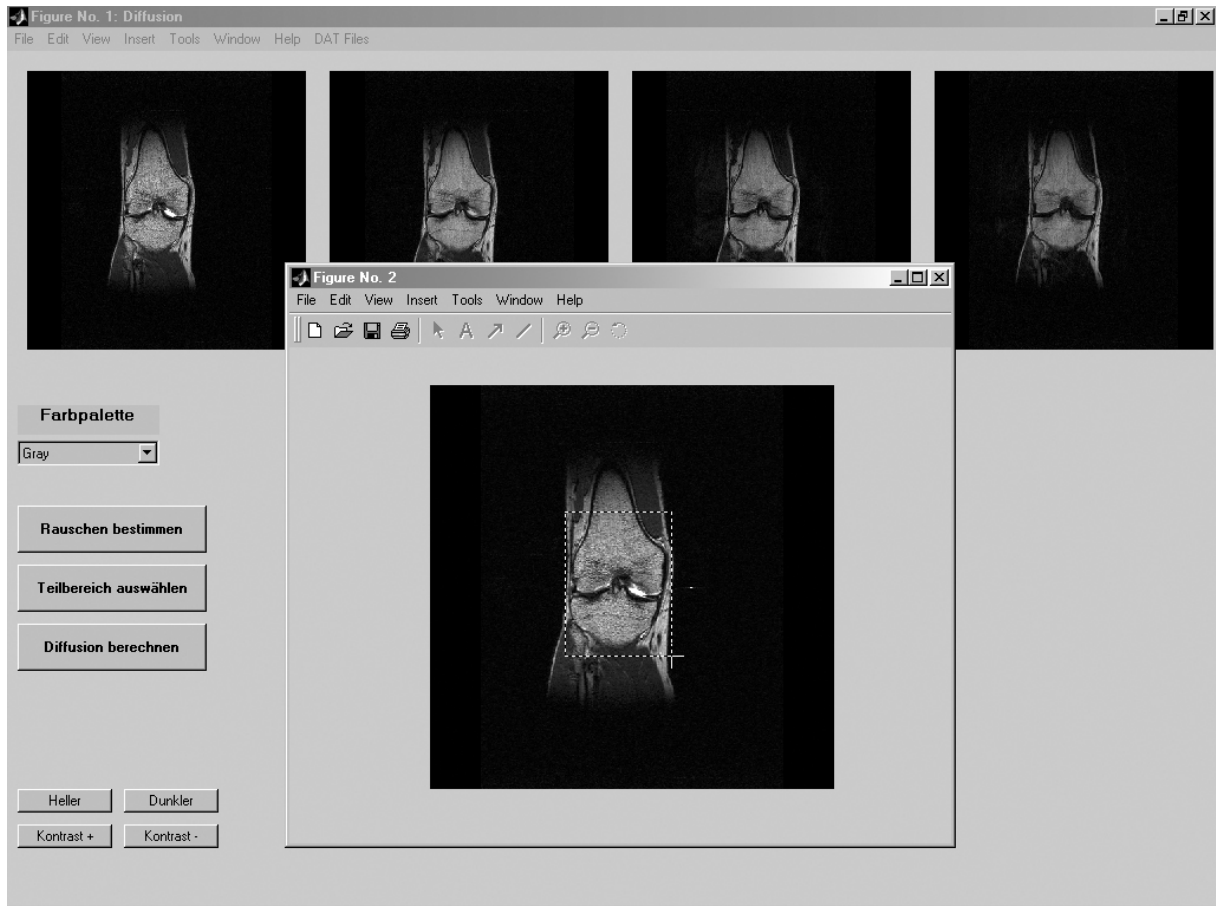 Figure No. 1: Diffusion
File Edit View Insert Tools Window Help DAT Files
Figure No. 2
File Edit View Insert Tools Window Help
A
Farbpalette
Gray
Rauschen bestimmen
Teilbereich auswählen
Diffusion berechnen
Heller Dunkler
Kontrast + Kontrast -